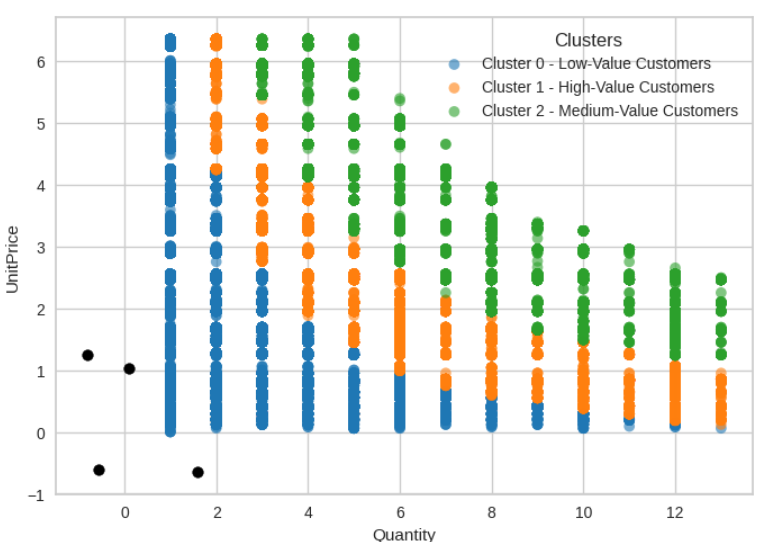 Clusters
Cluster 0 - Low-Value Customers
Cluster 1 - High-Value Customers
Cluster 2 - Medium-Value Customers
6
5
4
3
2
1
0
−1
UnitPrice
0 2 4 6 8 10 12
Quantity